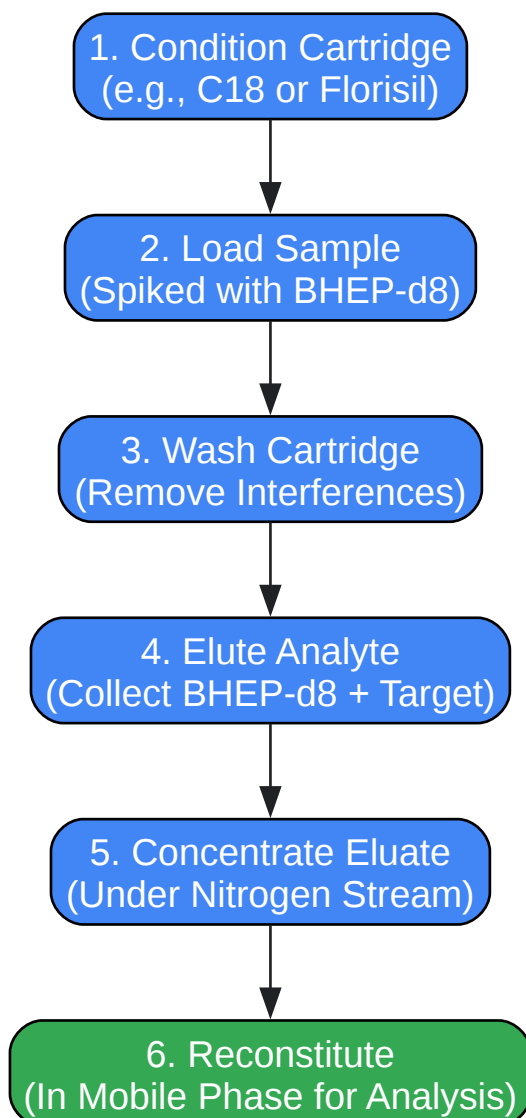 1. Condition Cartridge
(e.g., C18 or Florisil)
2. Load Sample
(Spiked with BHEP-d8)
3. Wash Cartridge
(Remove Interferences)
4. Elute Analyte
(Collect BHEP-d8 + Target)
5. Concentrate Eluate
(Under Nitrogen Stream)
6. Reconstitute
(In Mobile Phase for Analysis)